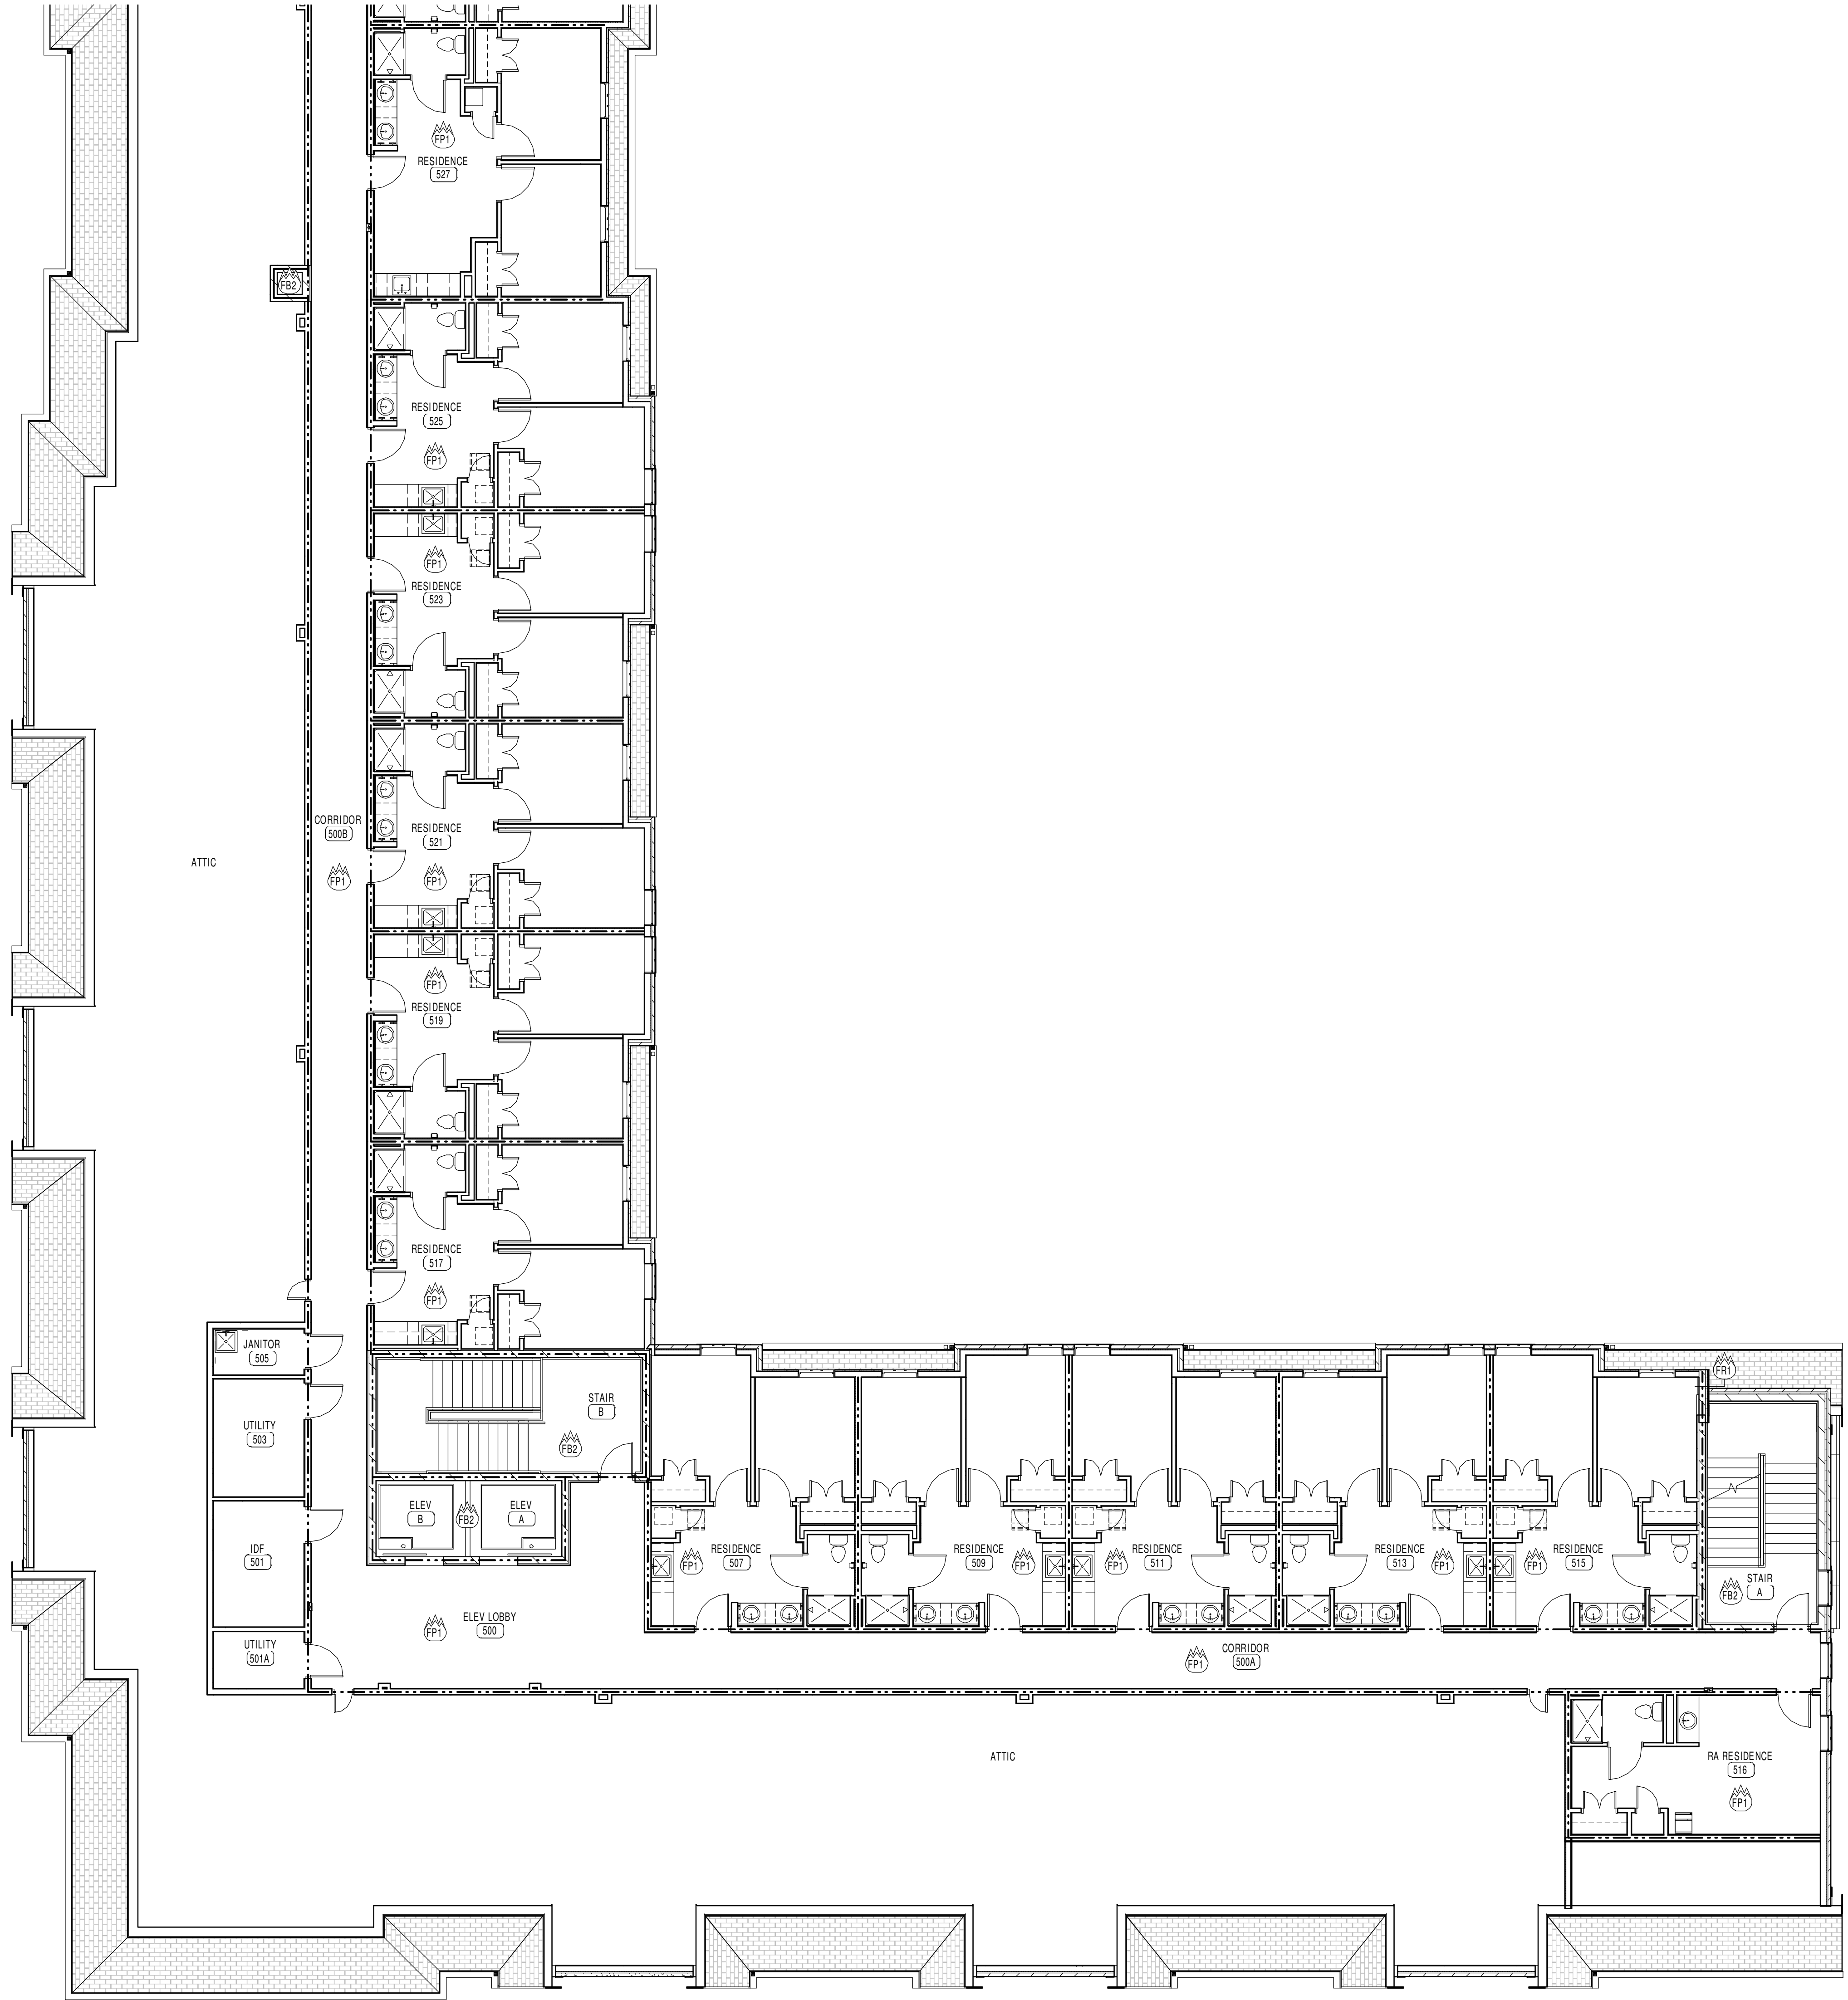 FP1
RESIDENCE
527
FB2
RESIDENCE
525
FP1
FP1
RESIDENCE
523
CORRIDOR
500B
FP1
ATTIC
RESIDENCE
521
FP1
FP1
RESIDENCE
519
RESIDENCE
517
FP1
JANITOR
505
UTILITY
503
IDF
501
UTILITY
501A
STAIR
B
FB2
ELEV
B
FB2
ELEV
A
FP1
ELEV LOBBY
500
FP1
RESIDENCE
507
RESIDENCE
509
FP1
FP1
RESIDENCE
511
RESIDENCE
513
FP1
FP1
RESIDENCE
515
FR1
FB2
STAIR
A
FP1
CORRIDOR
500A
ATTIC
RA RESIDENCE
516
FP1